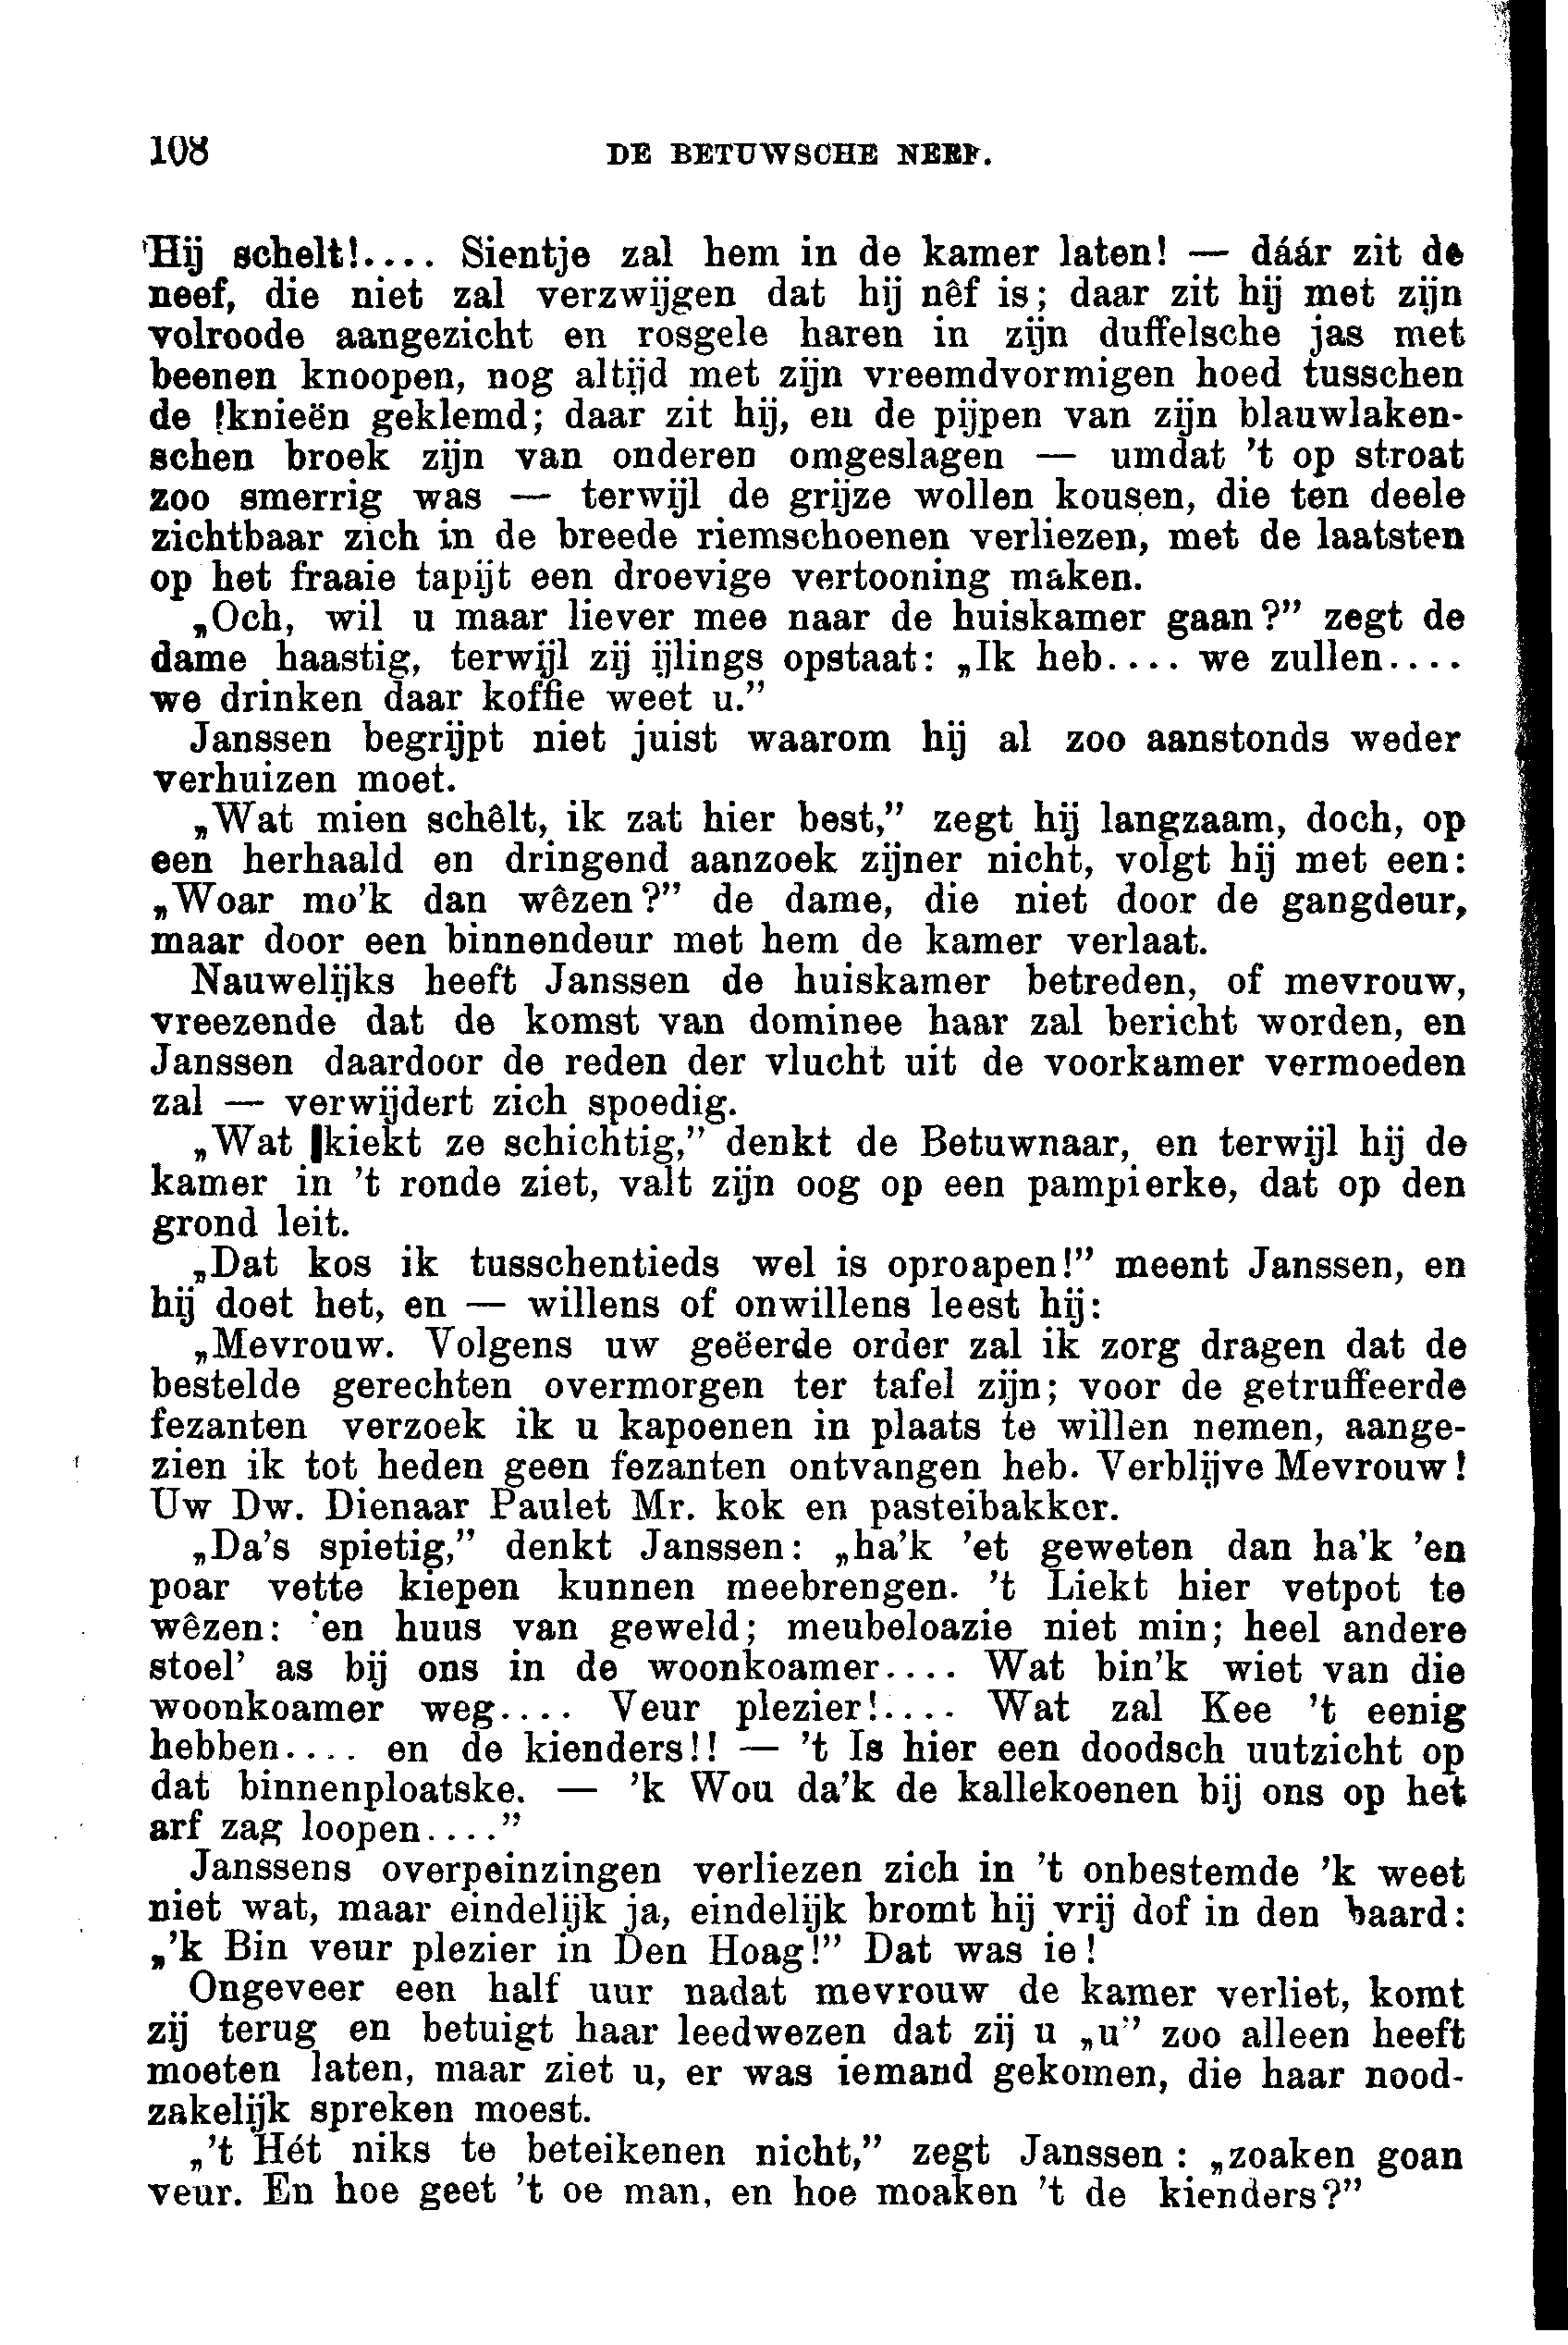 108 DE BETUWSCHE NEEF.
Hij schelt!.... Sientje zal hem in de kamer laten! — dáár zit de
neef, die niet zal verzwijgen dat hij nêf is; daar zit hij met zijn
volroode aangezicht en rosgele haren in zijn duffelsche jas met
beenen knoopen, nog altijd met zijn vreemdvormigen hoed tusschen
de knieën geklemd; daar zit hij, en de pijpen van zijn blauwlaken-
schen broek zijn van onderen omgeslagen — umdat 't op stroat
zoo smerrig was — terwijl de grijze wollen kousen, die ten deele
zichtbaar zich in de breede riemschoenen verliezen, met de laatsten
op het fraaie tapijt een droevige vertooning maken.
„Och, wil u maar liever mee naar de huiskamer gaan?” zegt de
dame haastig, terwijl zij ijlings opstaat: „Ik heb.... we zullen....
we drinken daar koffie weet u.”
Janssen begrijpt niet juist waarom hij al zoo aanstonds weder
verhuizen moet.
„Wat mien schêlt, ik zat hier best,” zegt hij langzaam, doch, op
een herhaald en dringend aanzoek zijner nicht, volgt hij met een:
„Woar mo'k dan wêzen?” de dame, die niet door de gangdeur,
maar door een binnendeur met hem de kamer verlaat.
Nauwelijks heeft Janssen de huiskamer betreden, of mevrouw,
vreezende dat de komst van dominee haar zal bericht worden, en
Janssen daardoor de reden der vlucht uit de voorkamer vermoeden
zal — verwijdert zich spoedig.
„Wat kiekt ze schichtig,” denkt de Betuwnaar, en terwijl hij de
kamer in 't ronde ziet, valt zijn oog op een pampierke, dat op den
grond leit.
„Dat kos ik tusschentieds wel is oproapen!” meent Janssen, en
hij doet het, en — willens of onwillens leest hij:
„Mevrouw. Volgens uw geëerde order zal ik zorg dragen dat de
bestelde gerechten overmorgen ter tafel zijn; voor de getruffeerde
fezanten verzoek ik u kapoenen in plaats te willen nemen, aange-
zien ik tot heden geen fezanten ontvangen heb. Verblijve Mevrouw!
Uw Dw. Dienaar Paulet Mr. kok en pasteibakker.
„Da's spietig,” denkt Janssen: „ha'k 'et geweten dan ha'k 'en
poar vette kiepen kunnen meebrengen. 't Liekt hier vetpot te
wêzen: 'en huus van geweld; meubeloazie niet min; heel andere
stoel' as bij ons in de woonkoamer.... Wat bin'k wiet van die
woonkoamer weg.... Veur plezier!.... Wat zal Kee 't eenig
hebben.... en de kienders!! — 't Is hier een doodsch uutzicht op
dat binnenploatske. — 'k Wou da'k de kallekoenen bij ons op het
arf zag loopen....”
Janssens overpeinzingen verliezen zich in 't onbestemde 'k weet
niet wat, maar eindelijk ja, eindelijk bromt hij vrij dof in den baard:
„'k Bin veur plezier in Den Hoag!” Dat was ie!
Ongeveer een half uur nadat mevrouw de kamer verliet, komt
zij terug en betuigt haar leedwezen dat zij u „u” zoo alleen heeft
moeten laten, maar ziet u, er was iemand gekomen, die haar nood-
zakelijk spreken moest.
„'t Hét niks te beteikenen nicht,” zegt Janssen: „zoaken goan
veur. En hoe geet 't oe man, en hoe moaken 't de kienders?”